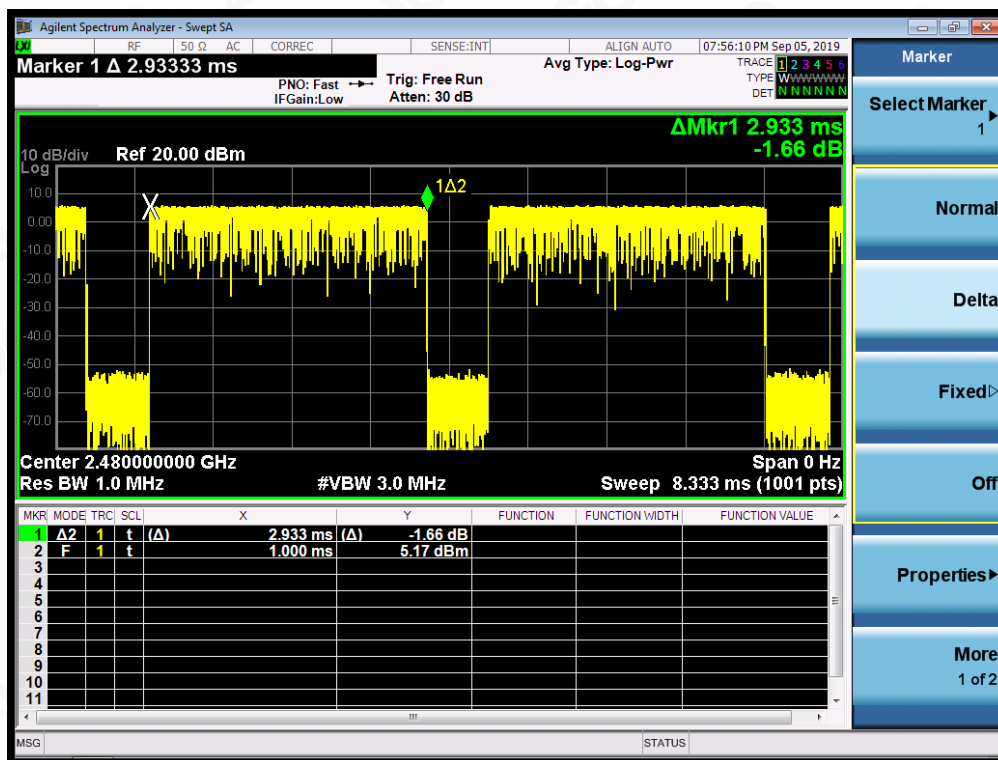 Agilent Spectrum Analyzer - Swept SA
LXI RF 50 Ω AC CORREC SENSE:INT ALIGN AUTO 07:56:10 PM Sep 05, 2019
Marker 1 Δ 2.93333 ms
PNO: Fast
IFGain:Low
Trig: Free Run
Atten: 30 dB
Avg Type: Log-Pwr
TRACE 1 2 3 4 5 6
TYPE WWWWWW
DET N N N N N N
ΔMkr1 2.933 ms
-1.66 dB
10 dB/div Ref 20.00 dBm
Log
10.0
0.00
-10.0
-20.0
-30.0
-40.0
-50.0
-60.0
-70.0
X
1Δ2
Center 2.480000000 GHz Span 0 Hz
Res BW 1.0 MHz #VBW 3.0 MHz Sweep 8.333 ms (1001 pts)
MKR MODE TRC SCL X Y FUNCTION FUNCTION WIDTH FUNCTION VALUE
1 Δ2 1 t (Δ) 2.933 ms (Δ) -1.66 dB
2 F 1 t 1.000 ms 5.17 dBm
3
4
5
6
7
8
9
10
11
MSG STATUS
Marker
Select Marker
1
Normal
Delta
Fixed
Off
Properties
More
1 of 2